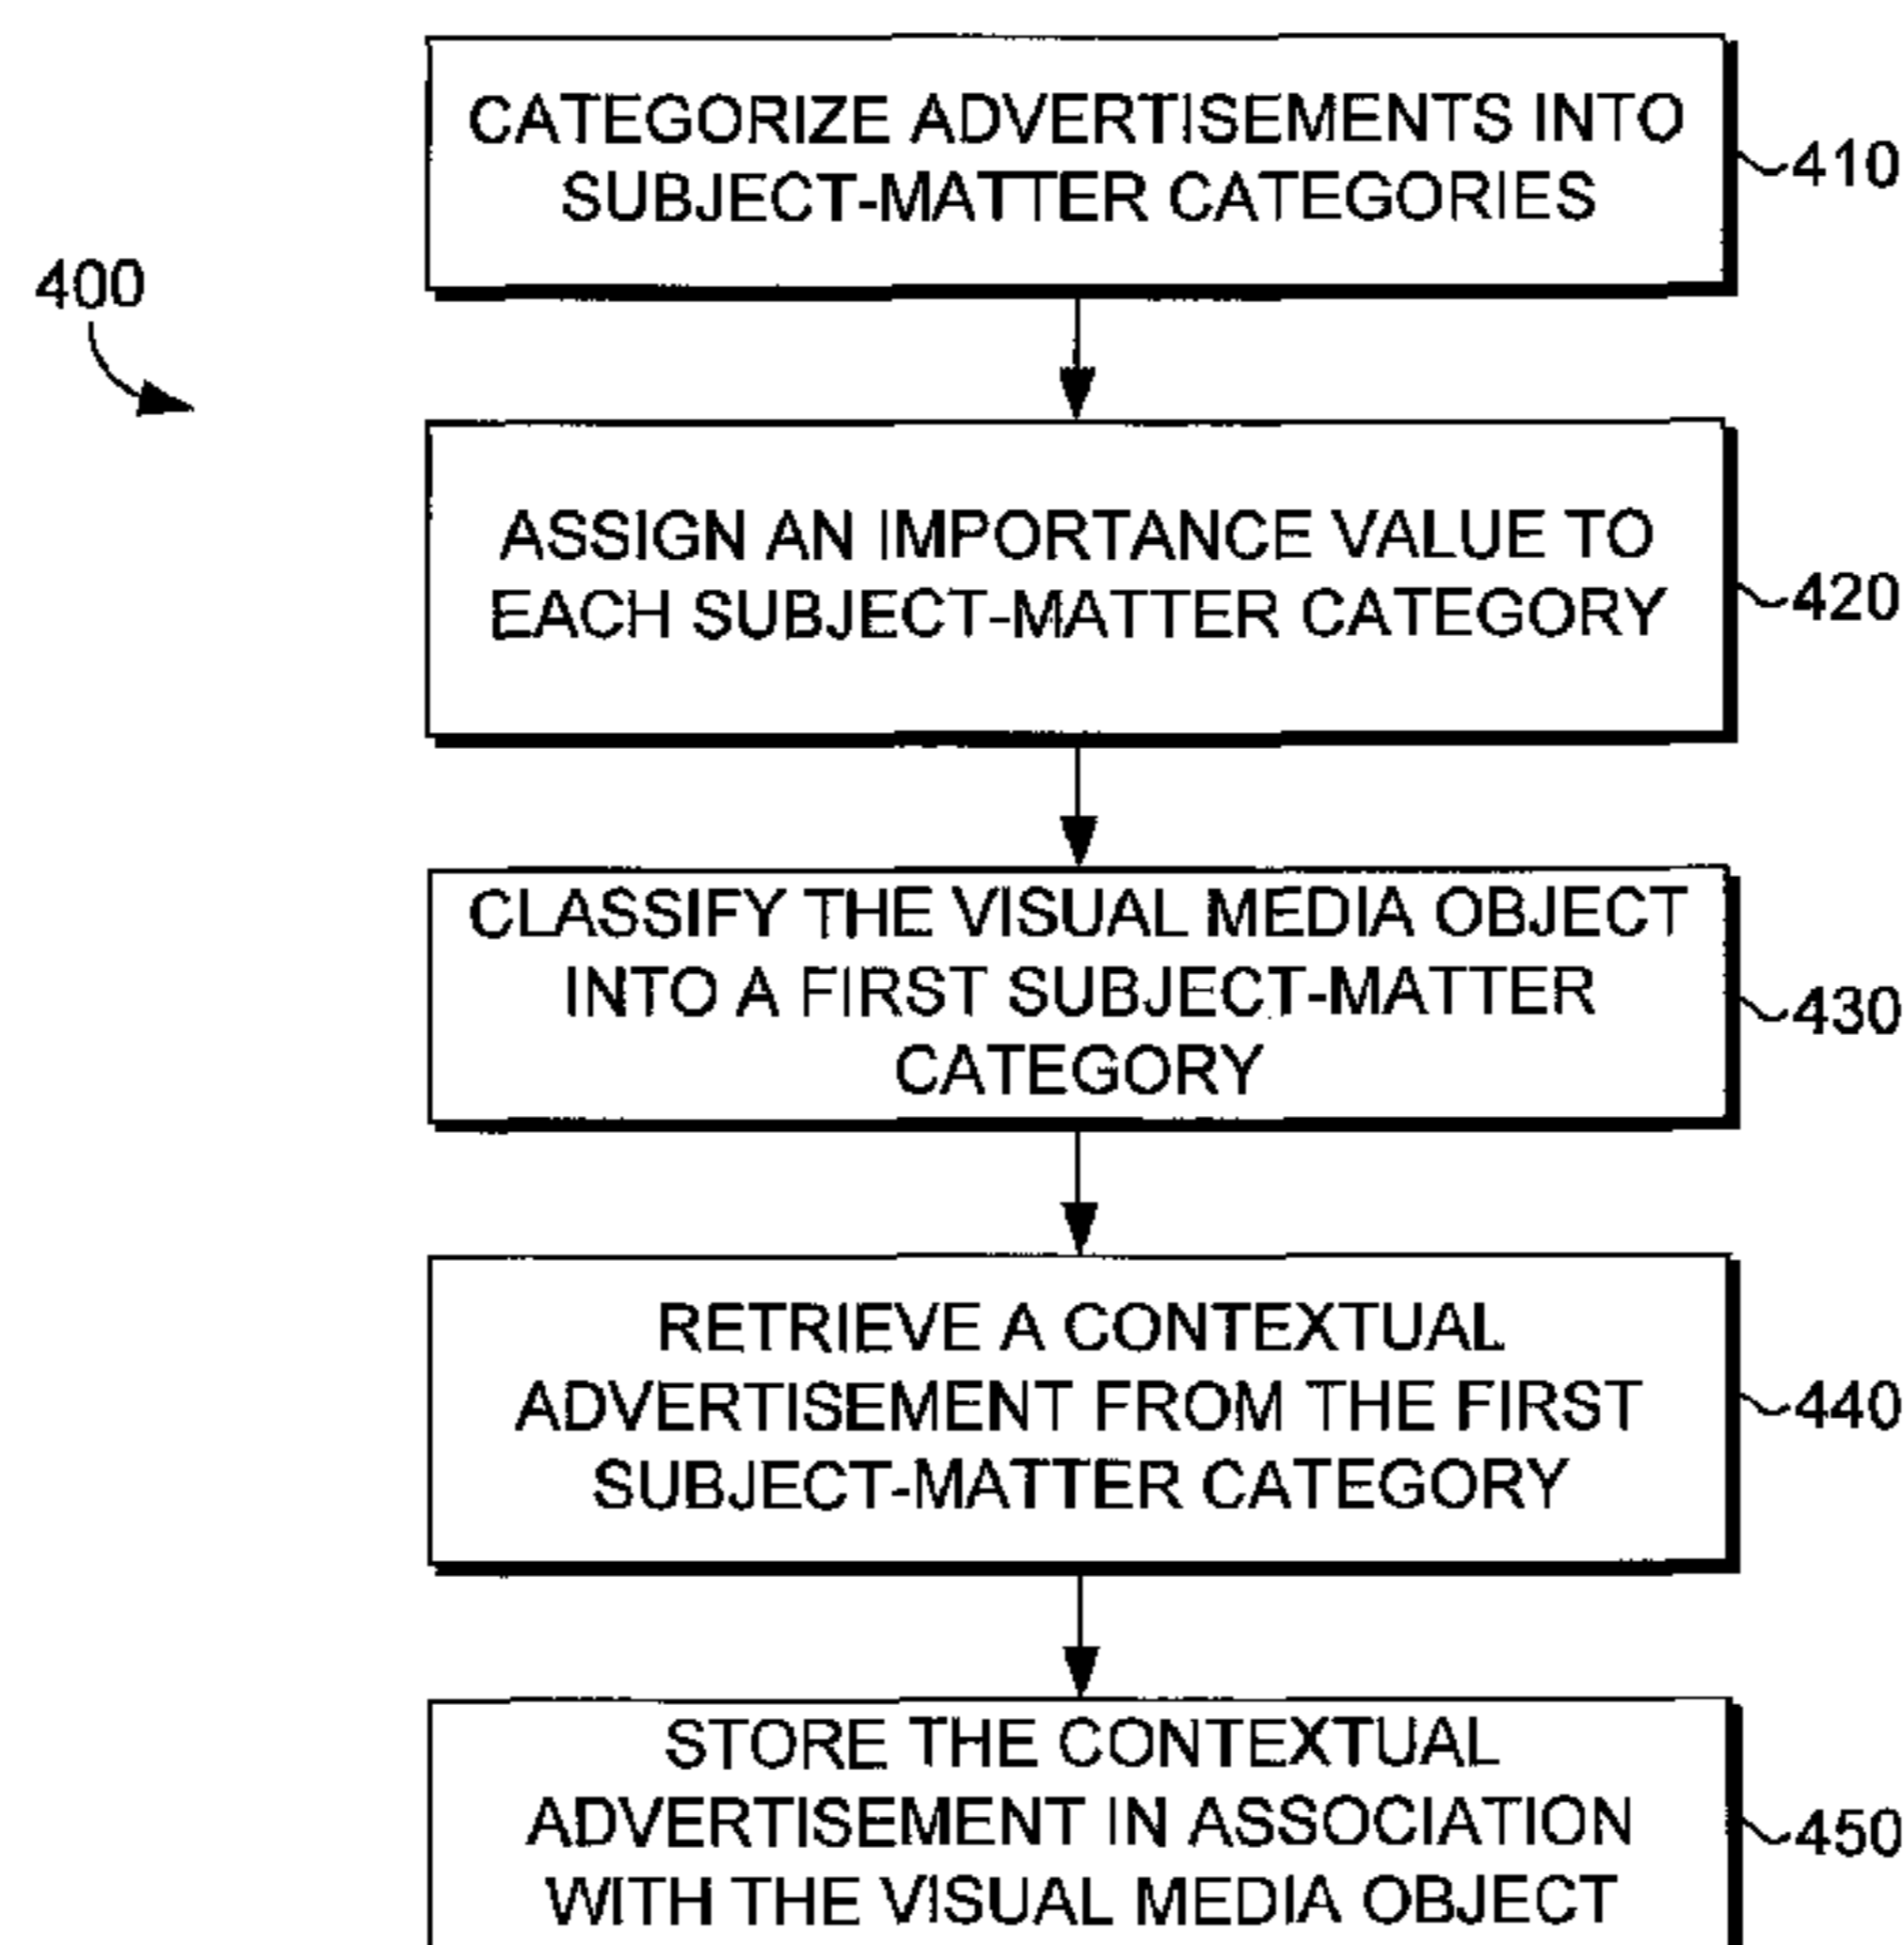 CATEGORIZE ADVERTISEMENTS INTO
SUBJECT-MATTER CATEGORIES
410
400
ASSIGN AN IMPORTANCE VALUE TO
EACH SUBJECT-MATTER CATEGORY
420
CLASSIFY THE VISUAL MEDIA OBJECT
INTO A FIRST SUBJECT-MATTER
CATEGORY
430
RETRIEVE A CONTEXTUAL
ADVERTISEMENT FROM THE FIRST
SUBJECT-MATTER CATEGORY
440
STORE THE CONTEXTUAL
ADVERTISEMENT IN ASSOCIATION
WITH THE VISUAL MEDIA OBJECT
450